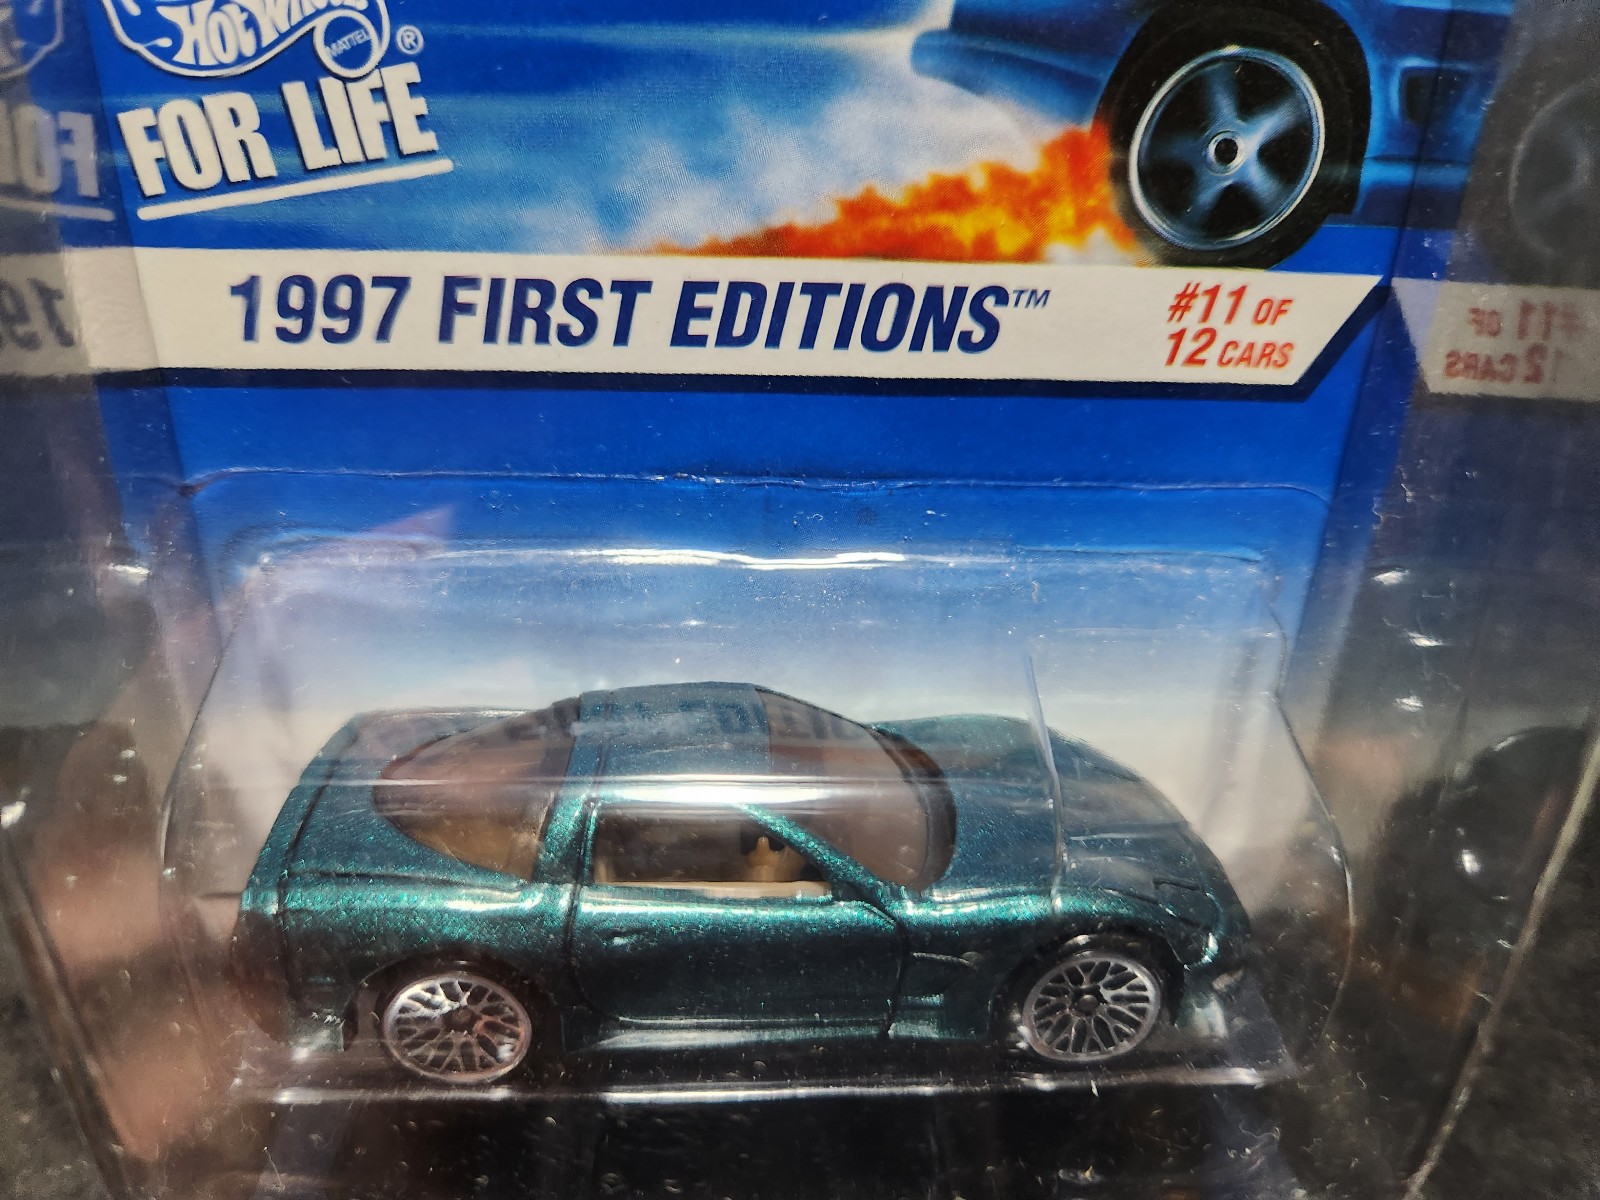 HOT WHEELS
MATTEL ®
FOR LIFE
1997 FIRST EDITIONS™
#11 OF
12 CARS